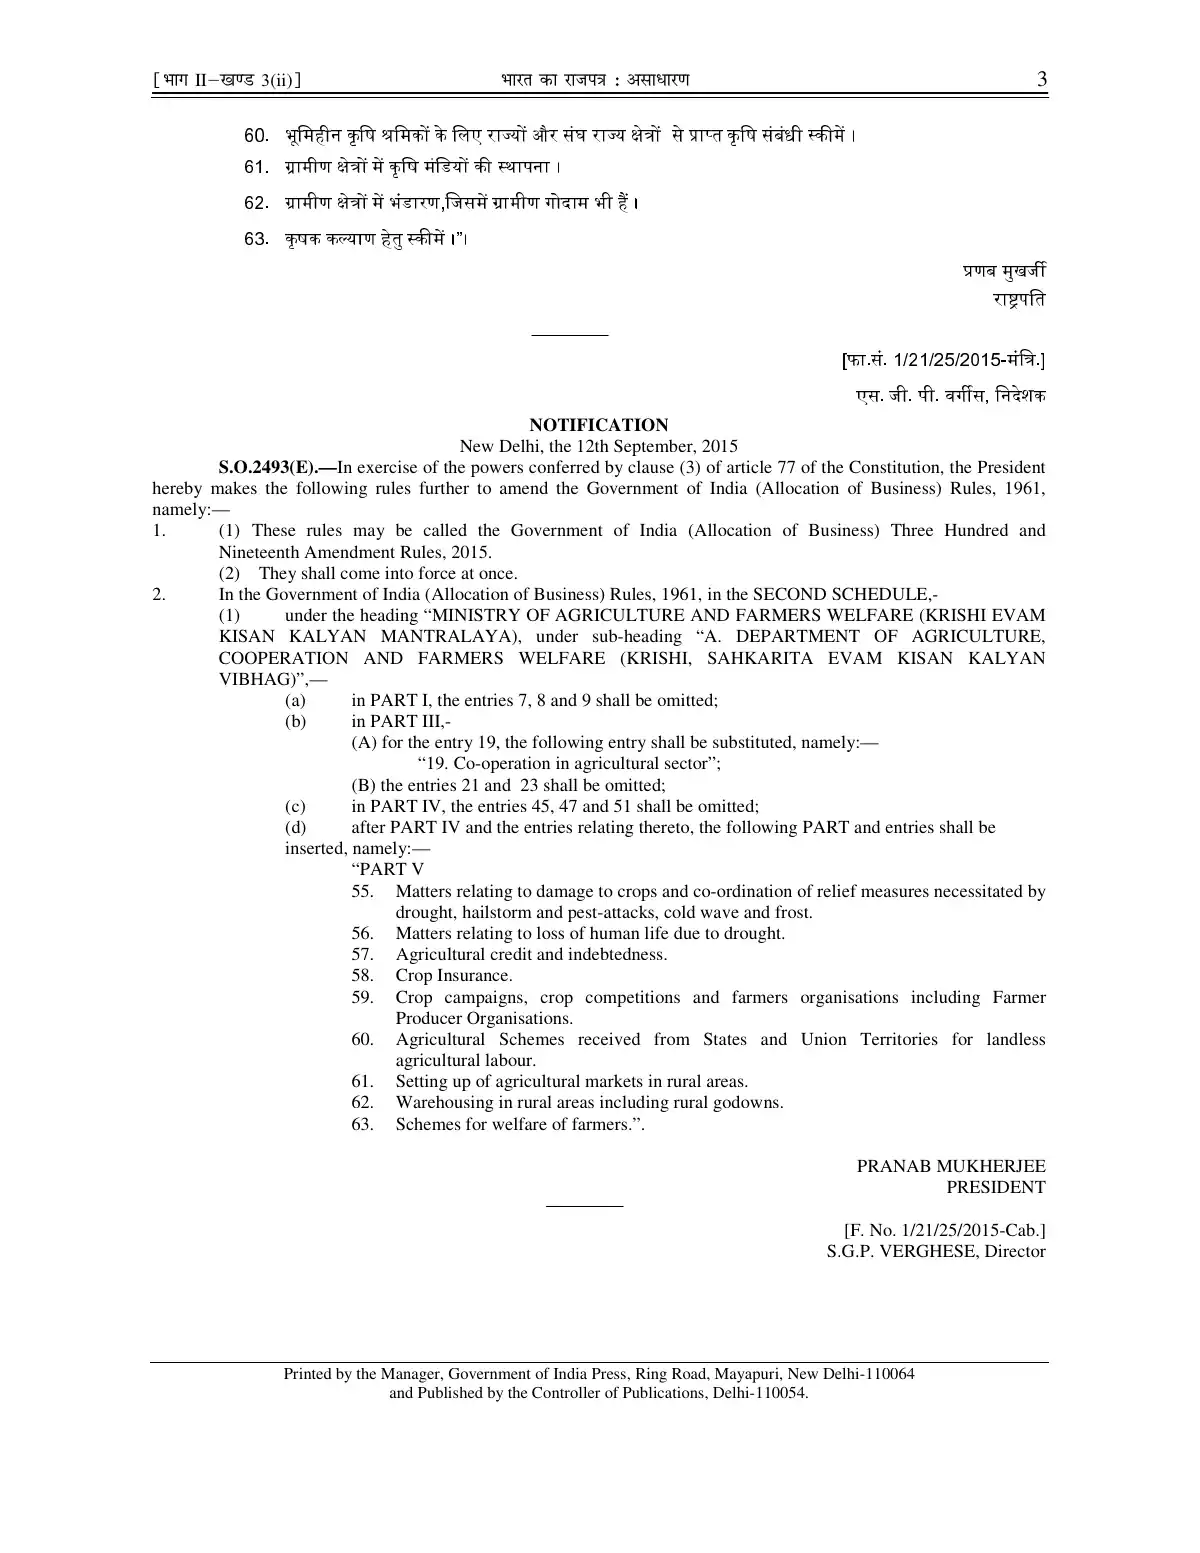 [ भाग II–खण्ड 3(ii) ] भारत का राजपत्र : असाधारण 3
60. भूमिहीन कृषि श्रमिकों के लिए राज्यों और संघ राज्य क्षेत्रों से प्राप्त कृषि संबंधी स्कीमें ।
61. ग्रामीण क्षेत्रों में कृषि मंडियों की स्थापना ।
62. ग्रामीण क्षेत्रों में भंडारण,जिसमें ग्रामीण गोदाम भी हैं ।
63. कृषक कल्याण हेतु स्कीमें ।”।
प्रणब मुखर्जी
राष्ट्रपति
[फा.सं. 1/21/25/2015-मंत्रि.]
एस. जी. पी. वर्गीस, निदेशक
NOTIFICATION
New Delhi, the 12th September, 2015
S.O.2493(E).—In exercise of the powers conferred by clause (3) of article 77 of the Constitution, the President
hereby makes the following rules further to amend the Government of India (Allocation of Business) Rules, 1961,
namely:—
1. (1) These rules may be called the Government of India (Allocation of Business) Three Hundred and
Nineteenth Amendment Rules, 2015.
(2) They shall come into force at once.
2. In the Government of India (Allocation of Business) Rules, 1961, in the SECOND SCHEDULE,-
(1) under the heading “MINISTRY OF AGRICULTURE AND FARMERS WELFARE (KRISHI EVAM
KISAN KALYAN MANTRALAYA), under sub-heading “A. DEPARTMENT OF AGRICULTURE,
COOPERATION AND FARMERS WELFARE (KRISHI, SAHKARITA EVAM KISAN KALYAN
VIBHAG)”,—
(a) in PART I, the entries 7, 8 and 9 shall be omitted;
(b) in PART III,-
(A) for the entry 19, the following entry shall be substituted, namely:—
“19. Co-operation in agricultural sector”;
(B) the entries 21 and 23 shall be omitted;
(c) in PART IV, the entries 45, 47 and 51 shall be omitted;
(d) after PART IV and the entries relating thereto, the following PART and entries shall be
inserted, namely:—
“PART V
55. Matters relating to damage to crops and co-ordination of relief measures necessitated by
drought, hailstorm and pest-attacks, cold wave and frost.
56. Matters relating to loss of human life due to drought.
57. Agricultural credit and indebtedness.
58. Crop Insurance.
59. Crop campaigns, crop competitions and farmers organisations including Farmer
Producer Organisations.
60. Agricultural Schemes received from States and Union Territories for landless
agricultural labour.
61. Setting up of agricultural markets in rural areas.
62. Warehousing in rural areas including rural godowns.
63. Schemes for welfare of farmers.”.
PRANAB MUKHERJEE
PRESIDENT
[F. No. 1/21/25/2015-Cab.]
S.G.P. VERGHESE, Director
Printed by the Manager, Government of India Press, Ring Road, Mayapuri, New Delhi-110064
and Published by the Controller of Publications, Delhi-110054.